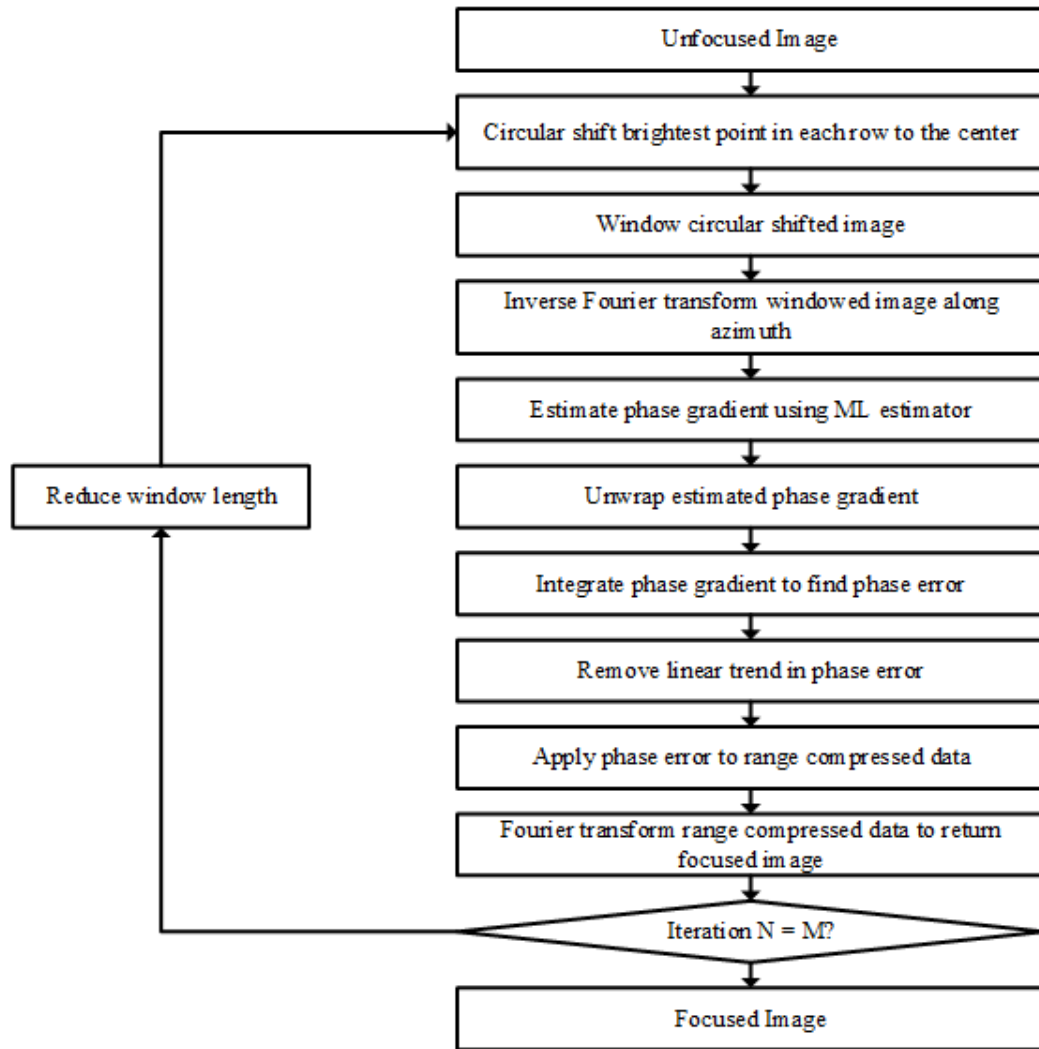 Unfocused Image
Circular shift brightest point in each row to the center
Window circular shifted image
Inverse Fourier transform windowed image along
azimuth
Estimate phase gradient using ML estimator
Reduce window length
Unwrap estimated phase gradient
Integrate phase gradient to find phase error
Remove linear trend in phase error
Apply phase error to range compressed data
Fourier transform range compressed data to return
focused image
Iteration N = M?
Focused Image